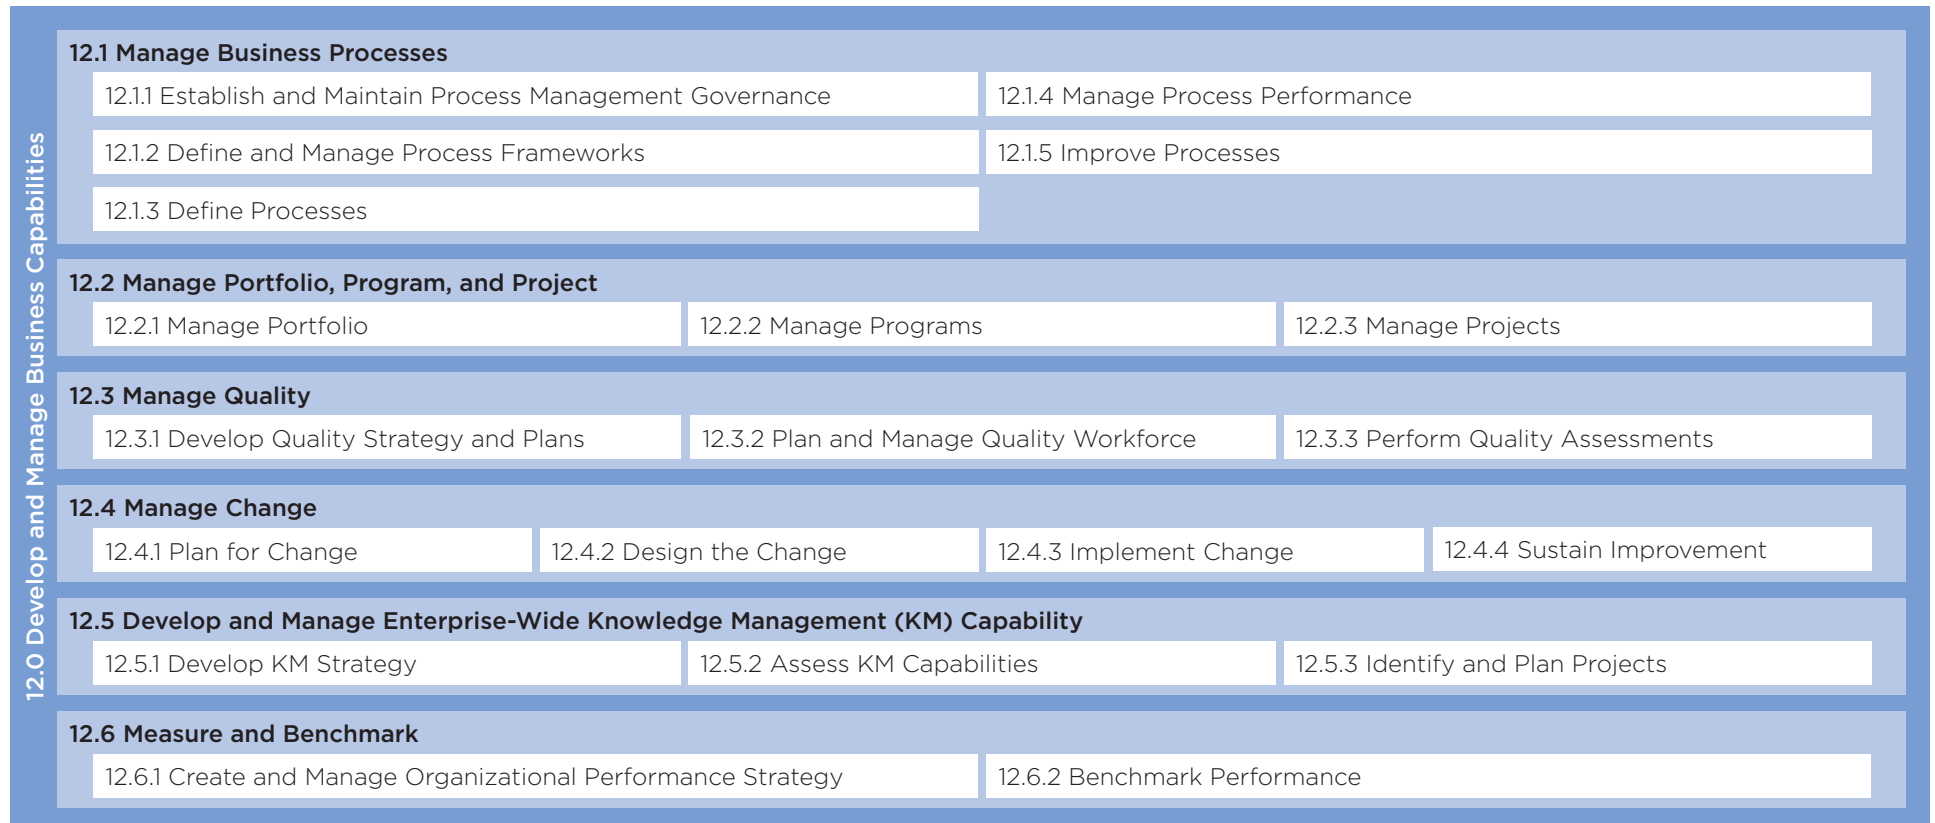 12.0 Develop and Manage Business Capabilities
12.1 Manage Business Processes
12.1.1 Establish and Maintain Process Management Governance
12.1.4 Manage Process Performance
12.1.2 Define and Manage Process Frameworks
12.1.5 Improve Processes
12.1.3 Define Processes
12.2 Manage Portfolio, Program, and Project
12.2.1 Manage Portfolio
12.2.2 Manage Programs
12.2.3 Manage Projects
12.3 Manage Quality
12.3.1 Develop Quality Strategy and Plans
12.3.2 Plan and Manage Quality Workforce
12.3.3 Perform Quality Assessments
12.4 Manage Change
12.4.1 Plan for Change
12.4.2 Design the Change
12.4.3 Implement Change
12.4.4 Sustain Improvement
12.5 Develop and Manage Enterprise-Wide Knowledge Management (KM) Capability
12.5.1 Develop KM Strategy
12.5.2 Assess KM Capabilities
12.5.3 Identify and Plan Projects
12.6 Measure and Benchmark
12.6.1 Create and Manage Organizational Performance Strategy
12.6.2 Benchmark Performance